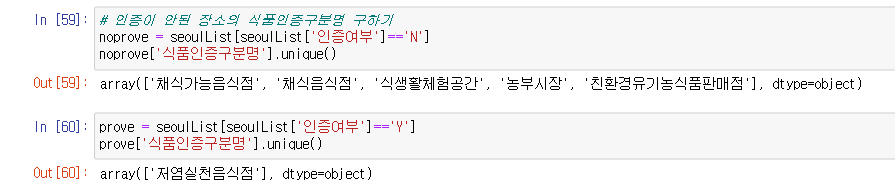 In [59]: # 인증이 안된 장소의 식품인증구분명 구하기
noprove = seoulList[seoulList['인증여부']=='N']
noprove['식품인증구분명'].unique()
Out[59]: array(['채식가능음식점', '채식음식점', '식생활체험공간', '농부시장', '친환경유기농식품판매점'], dtype=object)
In [60]: prove = seoulList[seoulList['인증여부']=='Y']
prove['식품인증구분명'].unique()
Out[60]: array(['저염실천음식점'], dtype=object)